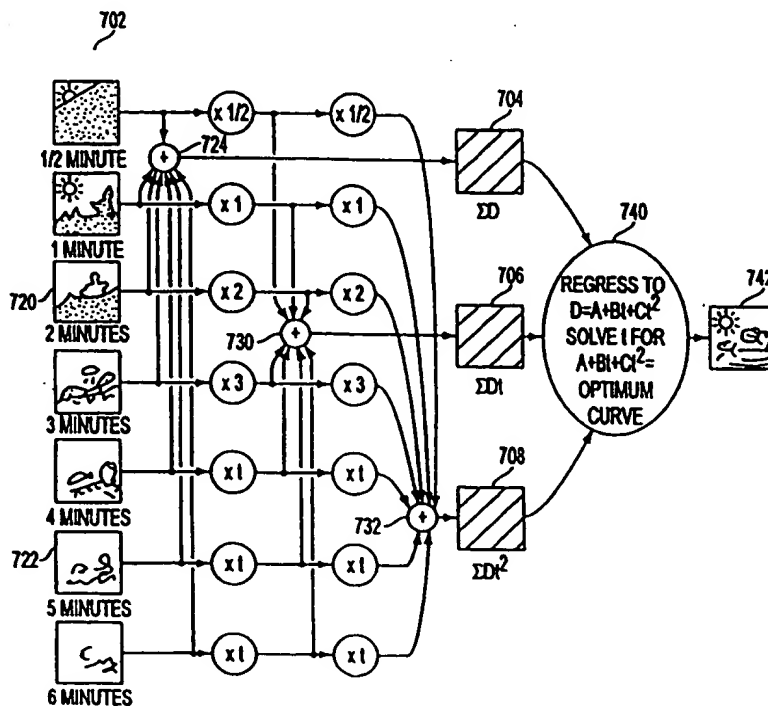 702
1/2 MINUTE
x 1/2
x 1/2
+
724
704
ΣD
1 MINUTE
x 1
x 1
740
720
2 MINUTES
x 2
x 2
730
+
706
ΣDt
REGRESS TO
D=A+Bt+Ct²
SOLVE t FOR
A+Bt+Ct²=
OPTIMUM
CURVE
742
3 MINUTES
x 3
x 3
4 MINUTES
x t
x t
732
+
708
ΣDt²
722
5 MINUTES
x t
x t
6 MINUTES
x t
x t